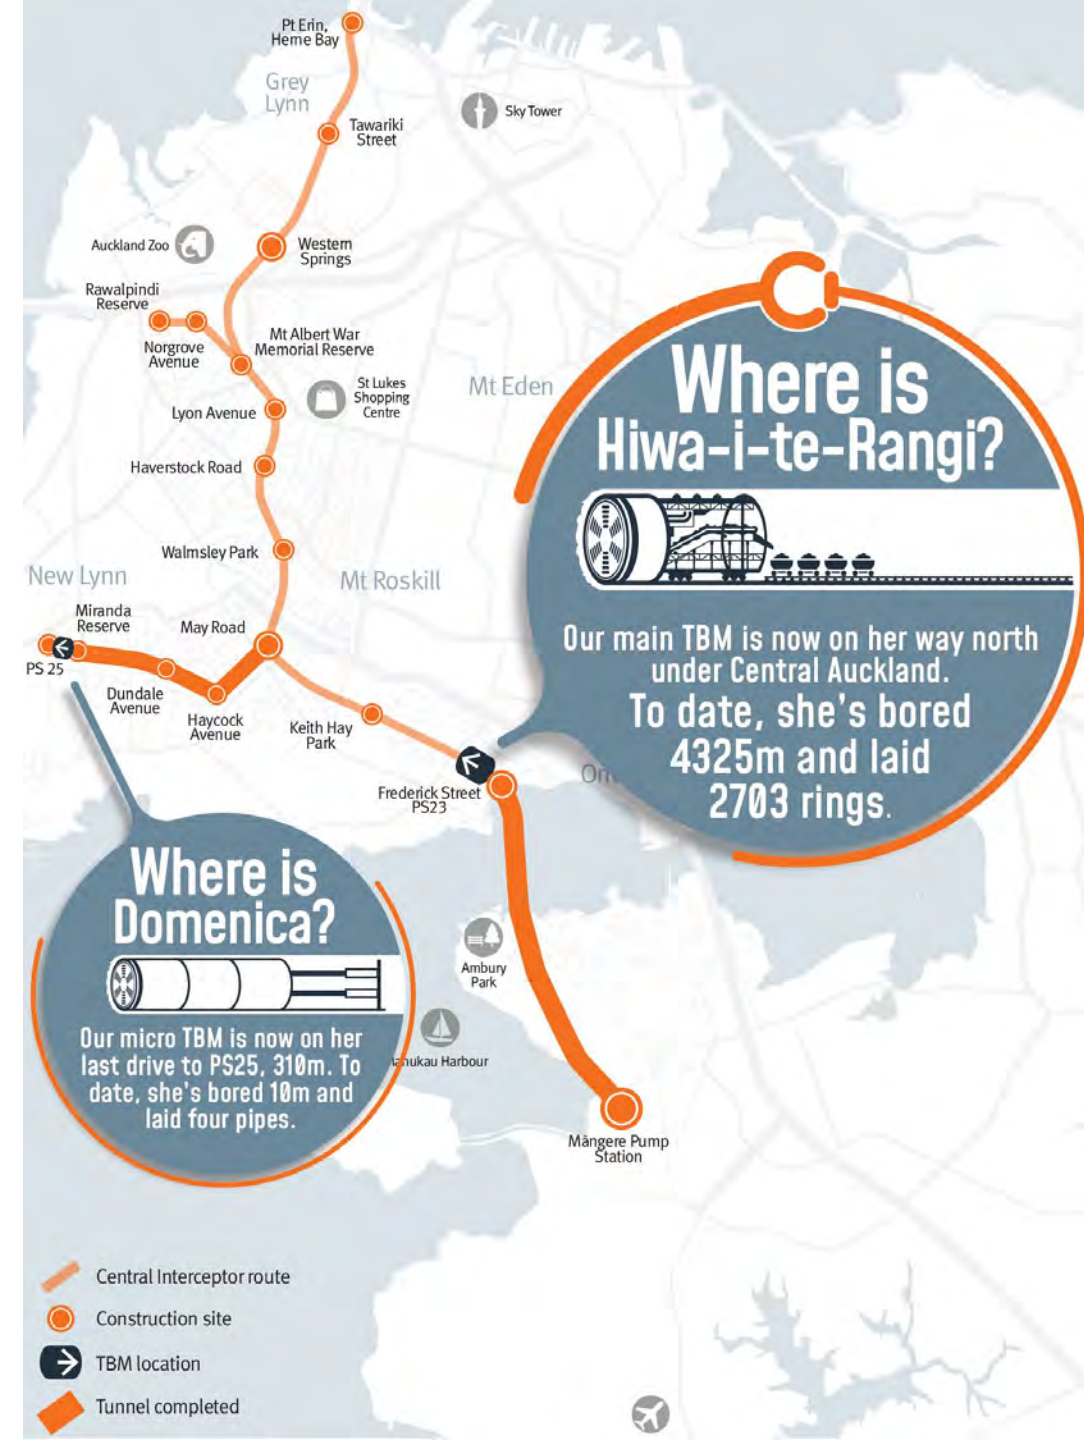 Pt Erin,
Herne Bay
Grey
Lynn
Sky Tower
Tawariki
Street
Auckland Zoo
Western
Springs
Rawalpindi
Reserve
Norgrove
Avenue
Mt Albert War
Memorial Reserve
St Lukes
Shopping
Centre
Mt Eden
Lyon Avenue
Haverstock Road
Where is
Hiwa-i-te-Rangi?
Walmsley Park
New Lynn
Mt Roskill
Miranda
Reserve
May Road
PS 25
Dundale
Avenue
Haycock
Avenue
Keith Hay
Park
Our main TBM is now on her way north
under Central Auckland.
To date, she's bored
4325m and laid
2703 rings.
Frederick Street
PS23
Where is
Domenica?
Our micro TBM is now on her
last drive to PS25, 310m. To
date, she's bored 10m and
laid four pipes.
Ambury
Park
Harbour
Māngere Pump
Station
Central Interceptor route
Construction site
TBM location
Tunnel completed